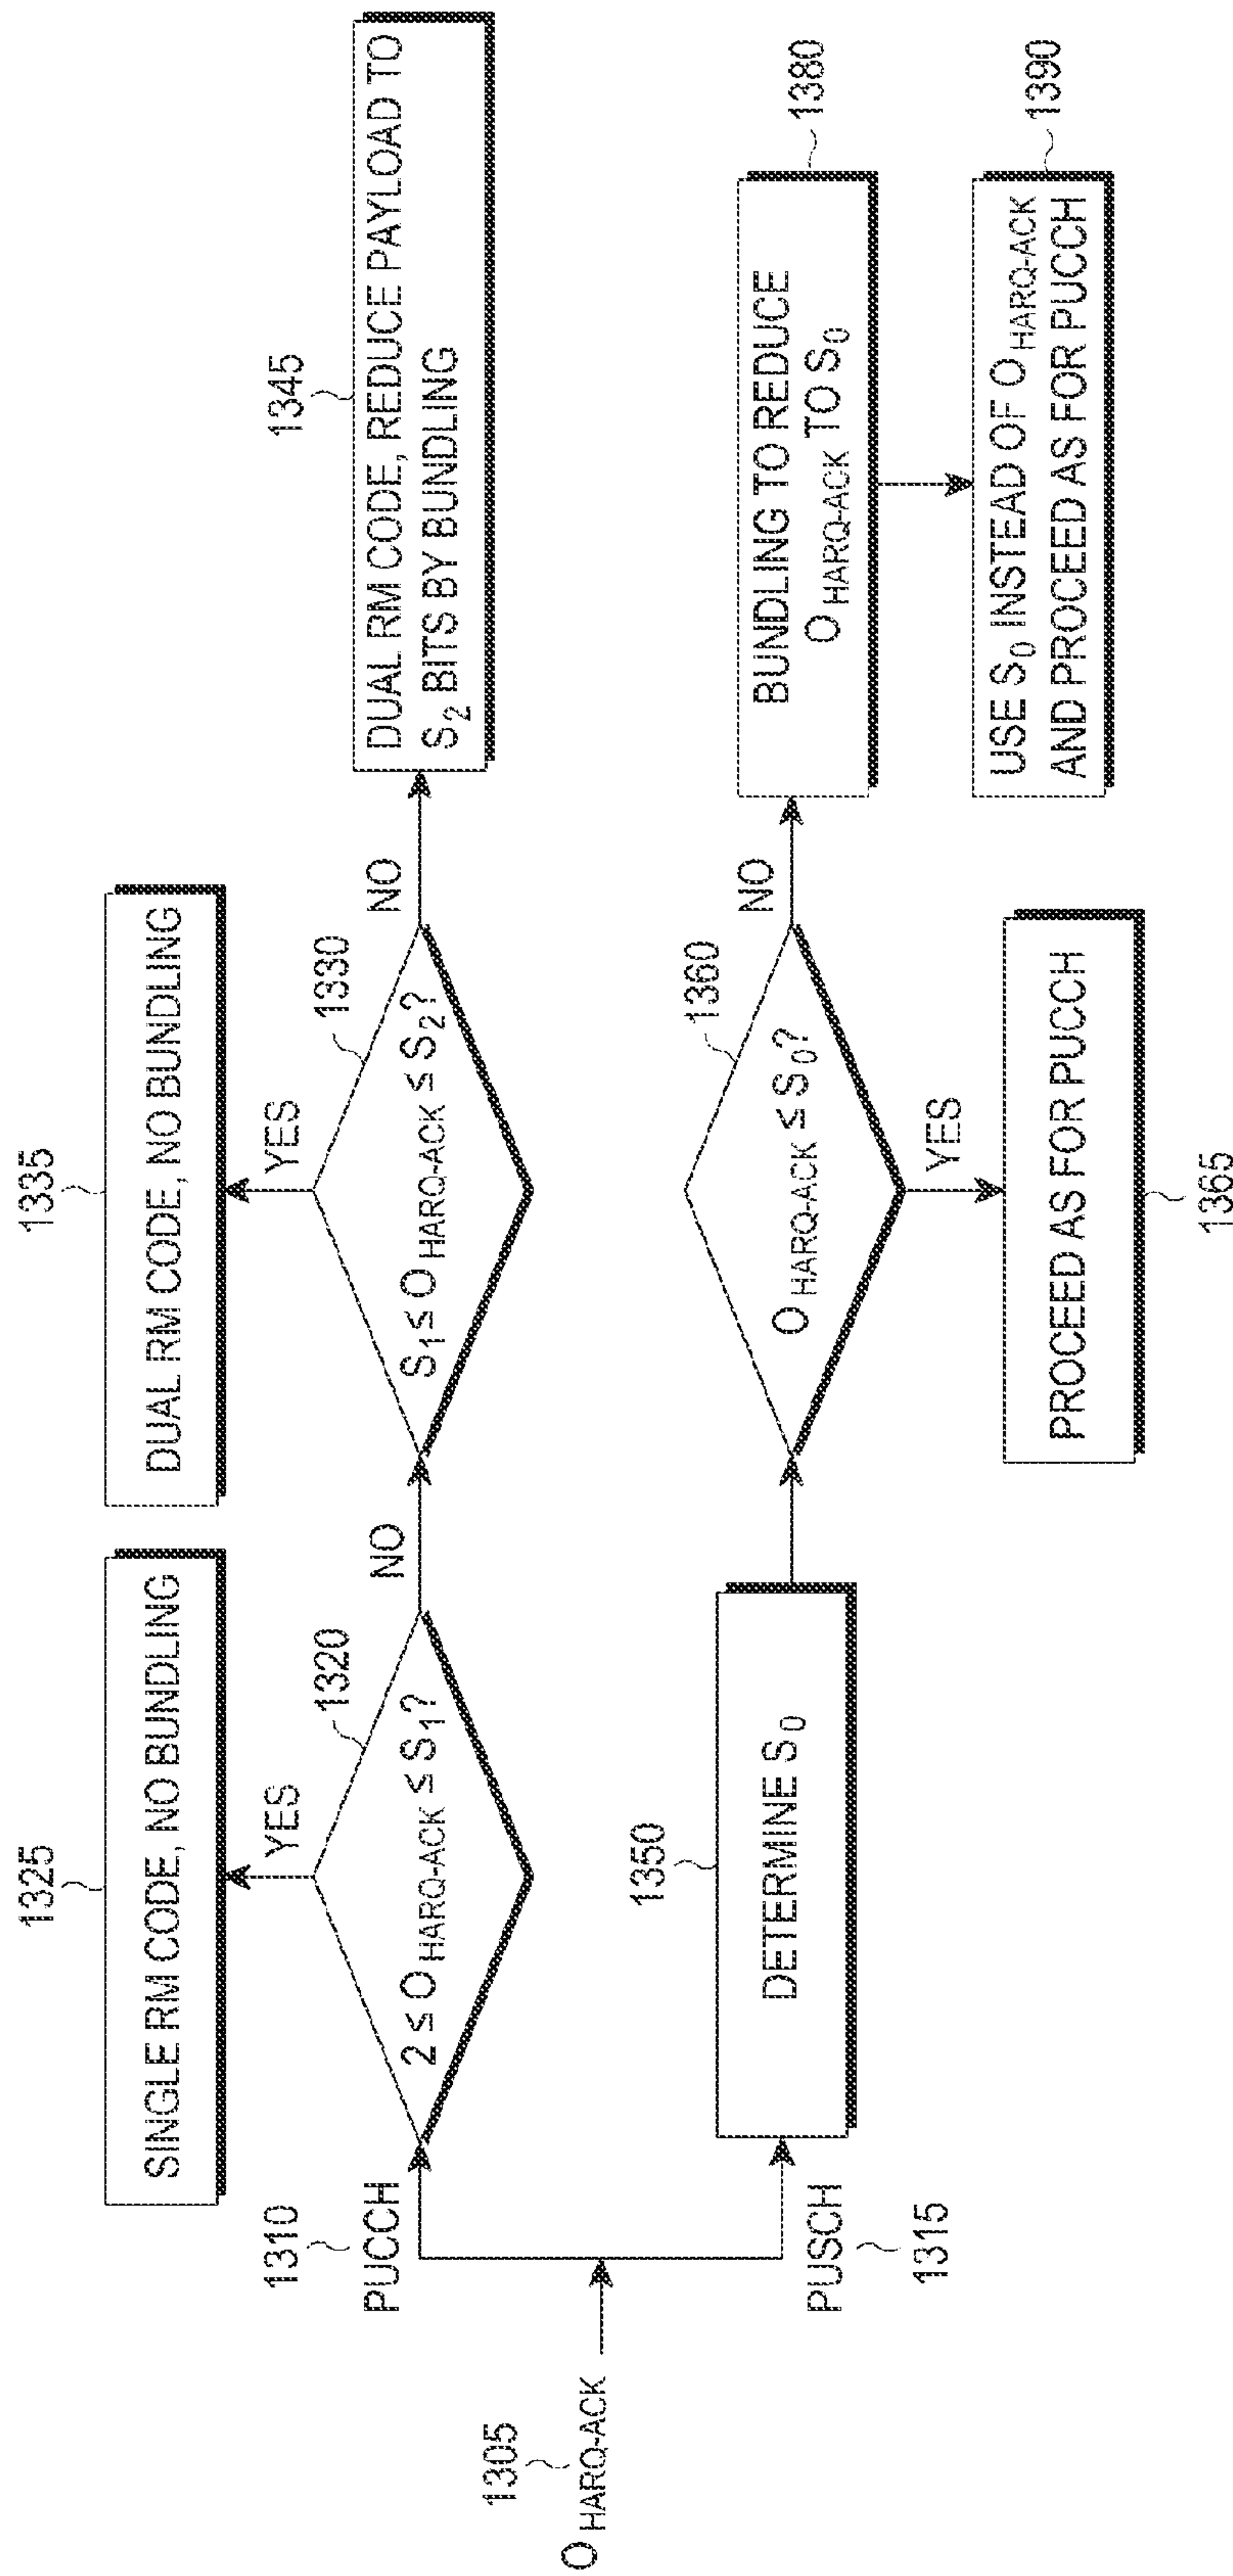 1305
O HARQ-ACK
1310
PUCCH
2 ≤ O HARQ-ACK ≤ S1?
1320
YES
1325
SINGLE RM CODE, NO BUNDLING
NO
S1 ≤ O HARQ-ACK ≤ S2?
1330
YES
1335
DUAL RM CODE, NO BUNDLING
NO
1345
DUAL RM CODE, REDUCE PAYLOAD TO
S2 BITS BY BUNDLING
PUSCH
1315
1350
DETERMINE S0
O HARQ-ACK ≤ S0?
1360
YES
PROCEED AS FOR PUCCH
1365
NO
BUNDLING TO REDUCE
O HARQ-ACK TO S0
1380
USE S0 INSTEAD OF O HARQ-ACK
AND PROCEED AS FOR PUCCH
1390